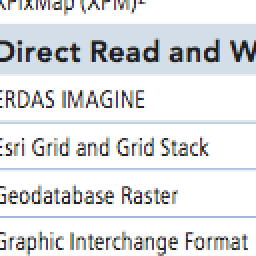 XPixMap (XPM)²
Direct Read and W
ERDAS IMAGINE
Esri Grid and Grid Stack
Geodatabase Raster
Graphic Interchange Format